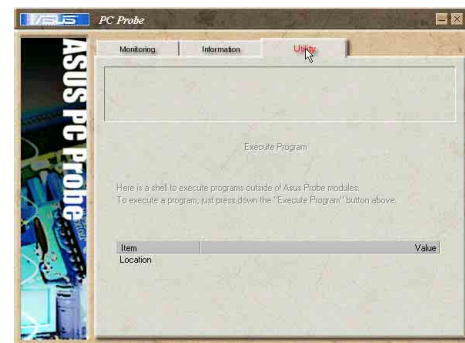 ASUS PC Probe
Monitoring Information Utility
ASUS PC Probe
Execute Program
Here is a shell to execute programs outside of Asus Probe modules.
To execute a program, just press down the "Execute Program" button above.
Item Value
Location